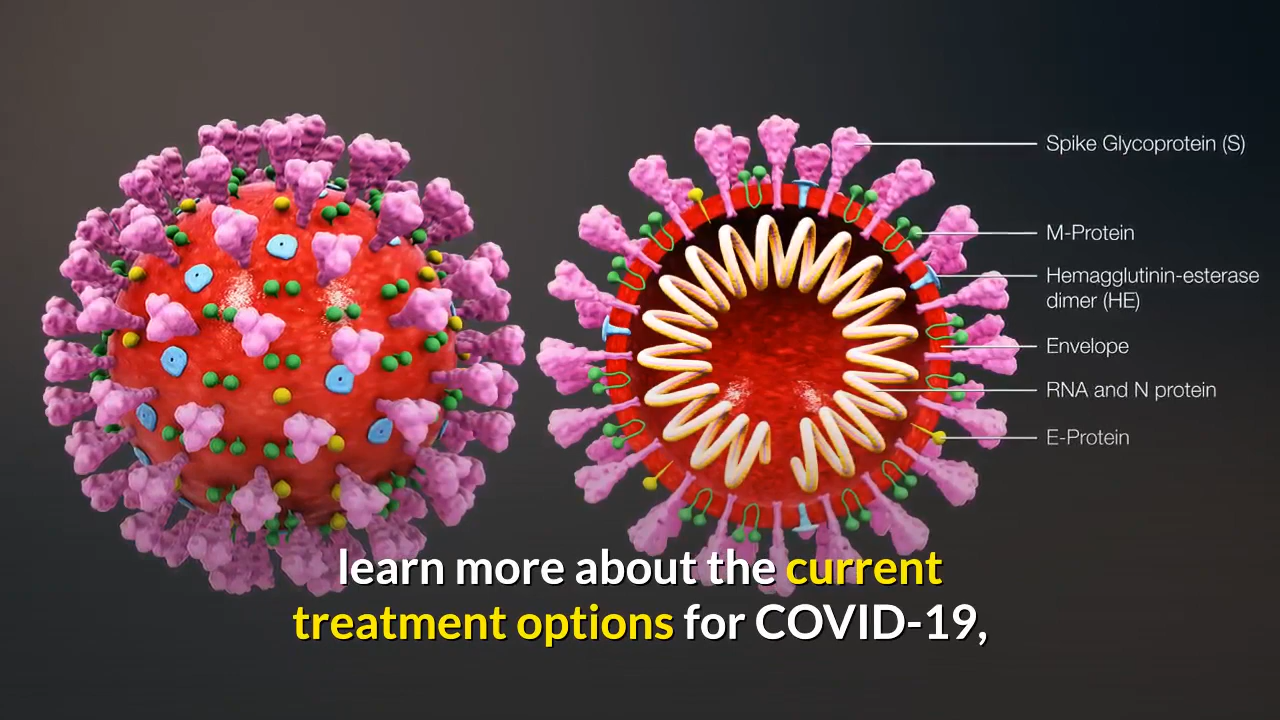 Spike Glycoprotein (S)
M-Protein
Hemagglutinin-esterase
dimer (HE)
Envelope
RNA and N protein
E-Protein
learn more about the current
treatment options for COVID-19,